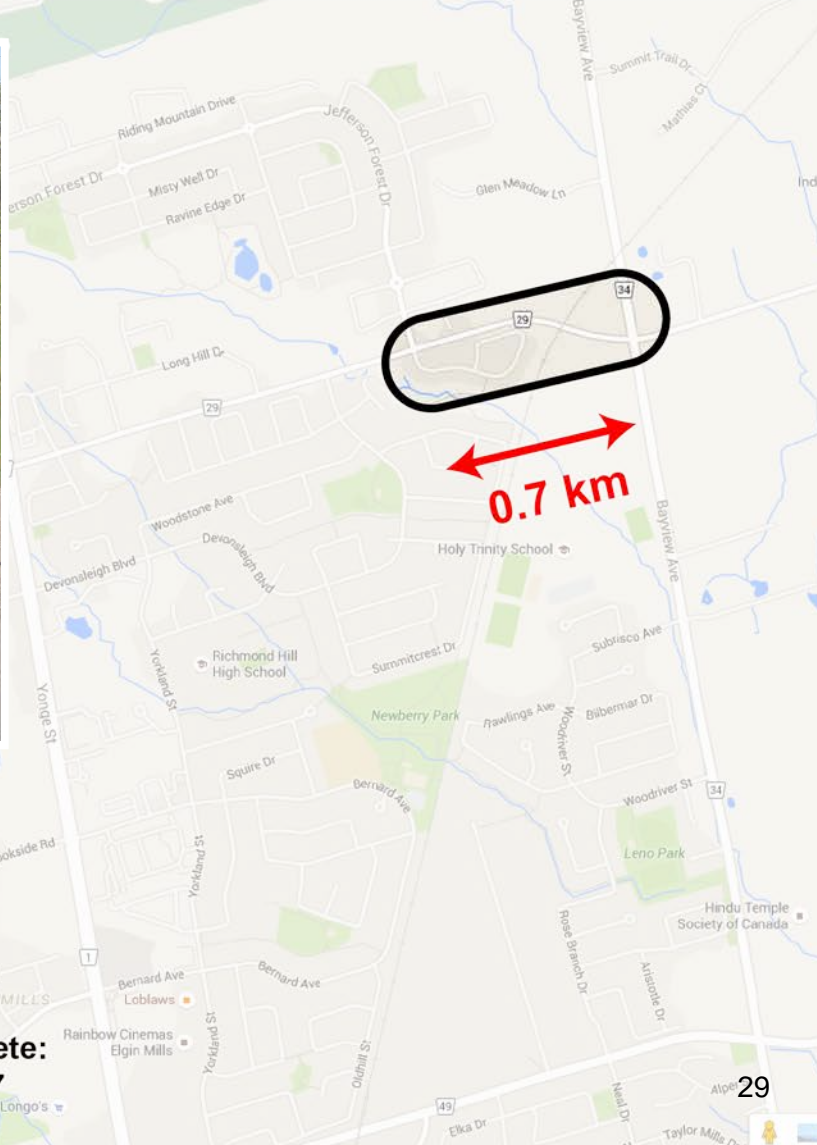 Bayview Ave
Summit Trail Dr
Mathias Ct
Riding Mountain Drive
Jefferson Forest Dr
erson Forest Dr
Misty Well Dr
Ravine Edge Dr
Glen Meadow Ln
Ind
34
29
Long Hill Dr
29
7
0.7 km
Woodstone Ave
Devonsleigh Blvd
Devonsleigh Blvd
Holy Trinity School
Bayview Ave
Subrisco Ave
Yorkland St
Richmond Hill
High School
Summitcrest Dr
Yonge St
Newberry Park
Rawlings Ave
Woodriver St
Bilbermar Dr
Squire Dr
Bernard Ave
Woodriver St
34
ookside Rd
Yorkland St
Leno Park
Hindu Temple
Society of Canada
Rose Branch Dr
Aristotle Dr
1
Bernard Ave
Bernard Ave
MILLS
Loblaws
ete:
Rainbow Cinemas
Elgin Mills
Yorkland St
Oldhill St
Longo's
49
Elka Dr
Neal Dr
29
Taylor Mills